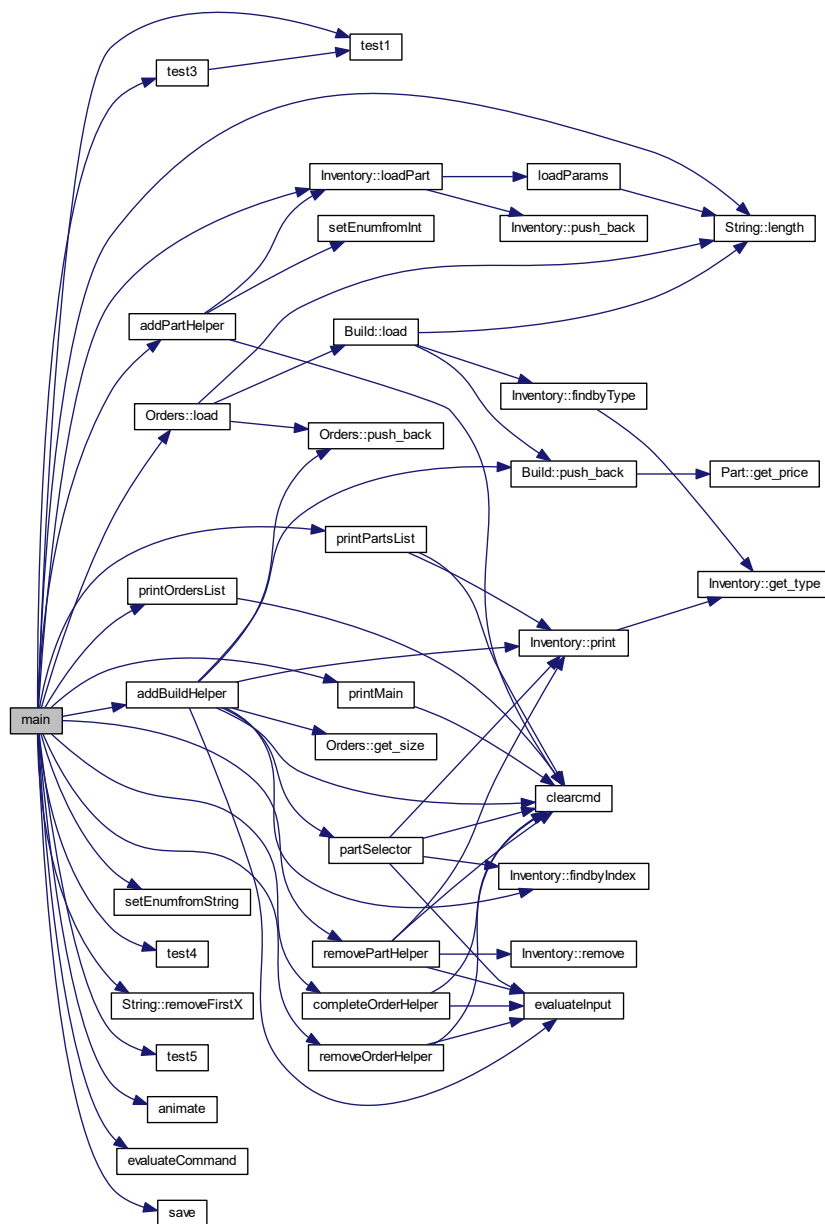 test1
test3
Inventory::loadPart
loadParams
setEnumfromInt
Inventory::push_back
String::length
addPartHelper
Build::load
Inventory::findbyType
Orders::load
Orders::push_back
Build::push_back
Part::get_price
printPartsList
printOrdersList
Inventory::get_type
Inventory::print
addBuildHelper
printMain
main
Orders::get_size
clearcmd
partSelector
Inventory::findbyIndex
setEnumfromString
test4
removePartHelper
Inventory::remove
String::removeFirstX
completeOrderHelper
evaluateInput
test5
removeOrderHelper
animate
evaluateCommand
save